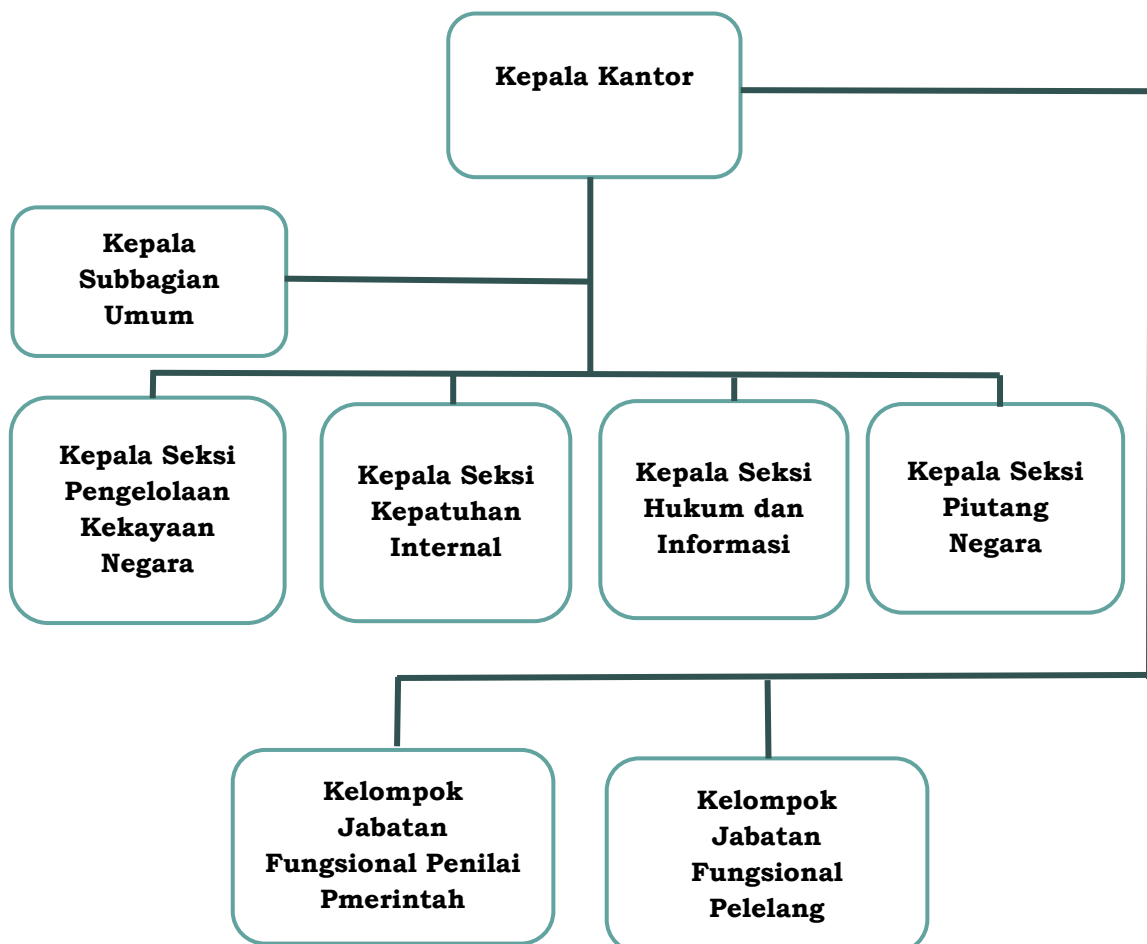 Kepala Kantor
Kepala
Subbagian
Umum
Kepala Seksi
Pengelolaan
Kekayaan
Negara
Kepala Seksi
Kepatuhan
Internal
Kepala Seksi
Hukum dan
Informasi
Kepala Seksi
Piutang
Negara
Kelompok
Jabatan
Fungsional Penilai
Pmerintah
Kelompok
Jabatan
Fungsional
Pelelang